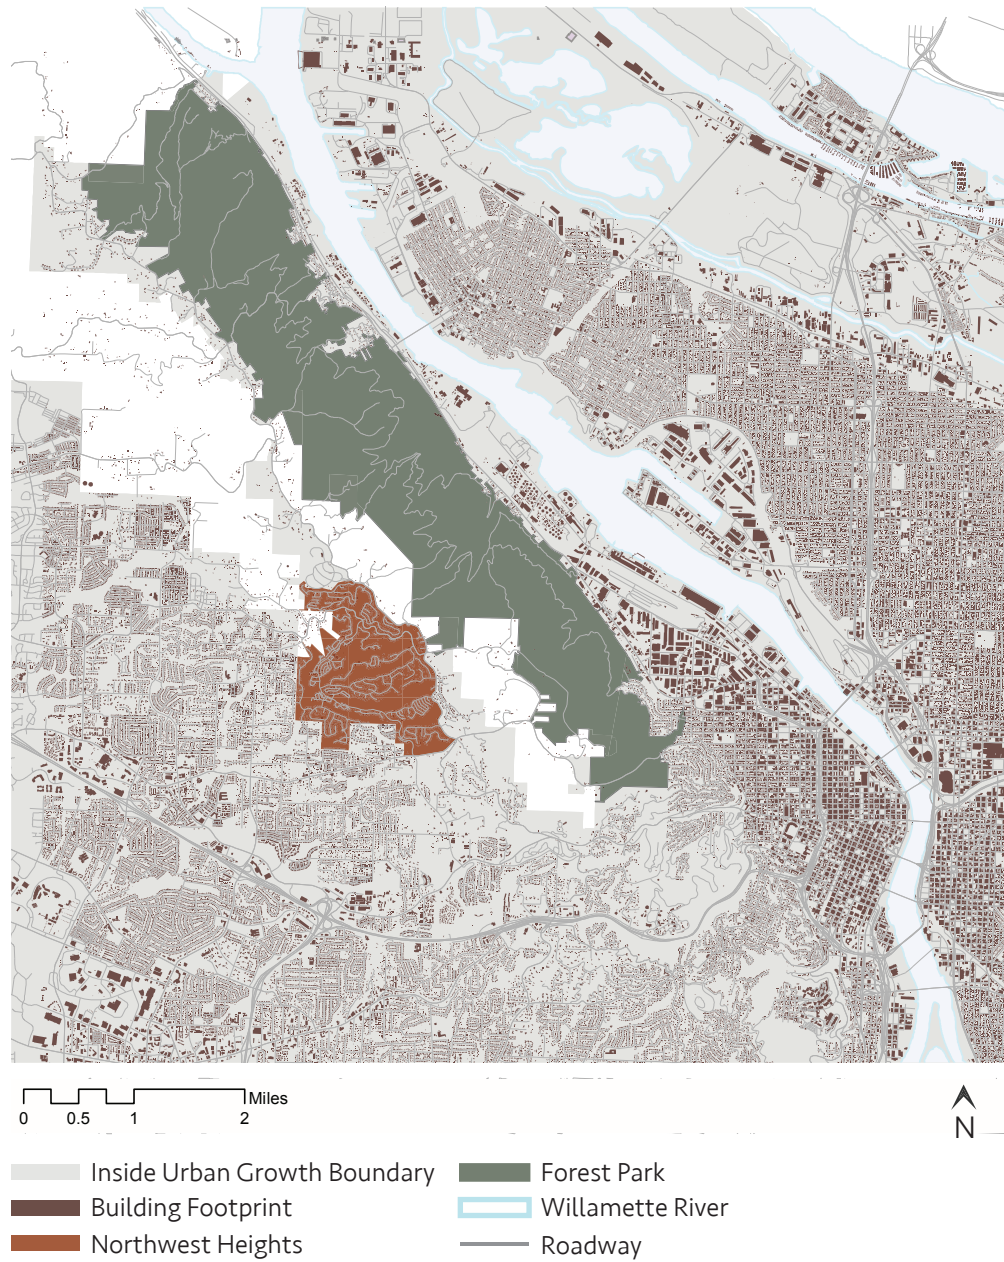 Miles
0 0.5 1 2
N
Inside Urban Growth Boundary
Forest Park
Building Footprint
Willamette River
Northwest Heights
Roadway